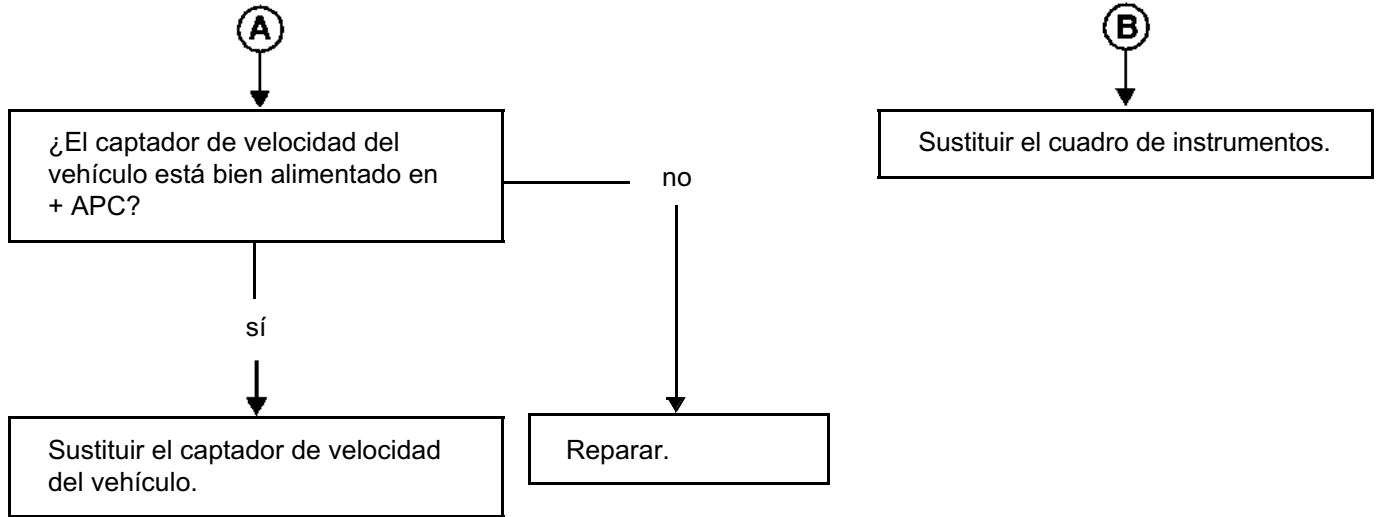 A
B
¿El captador de velocidad del
vehículo está bien alimentado en
+ APC?
no
Sustituir el cuadro de instrumentos.
sí
Sustituir el captador de velocidad
del vehículo.
Reparar.